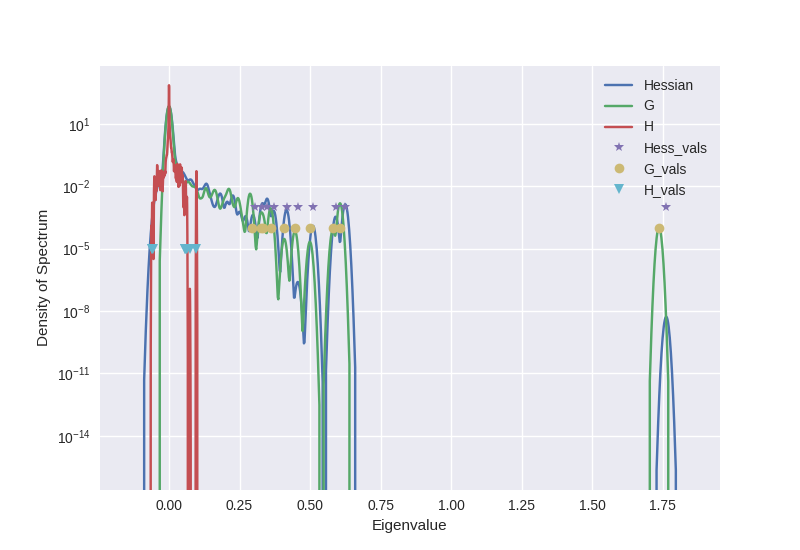 Hessian
G
H
Hess_vals
G_vals
H_vals
10^1
10^-2
10^-5
10^-8
10^-11
10^-14
Density of Spectrum
0.00 0.25 0.50 0.75 1.00 1.25 1.50 1.75
Eigenvalue